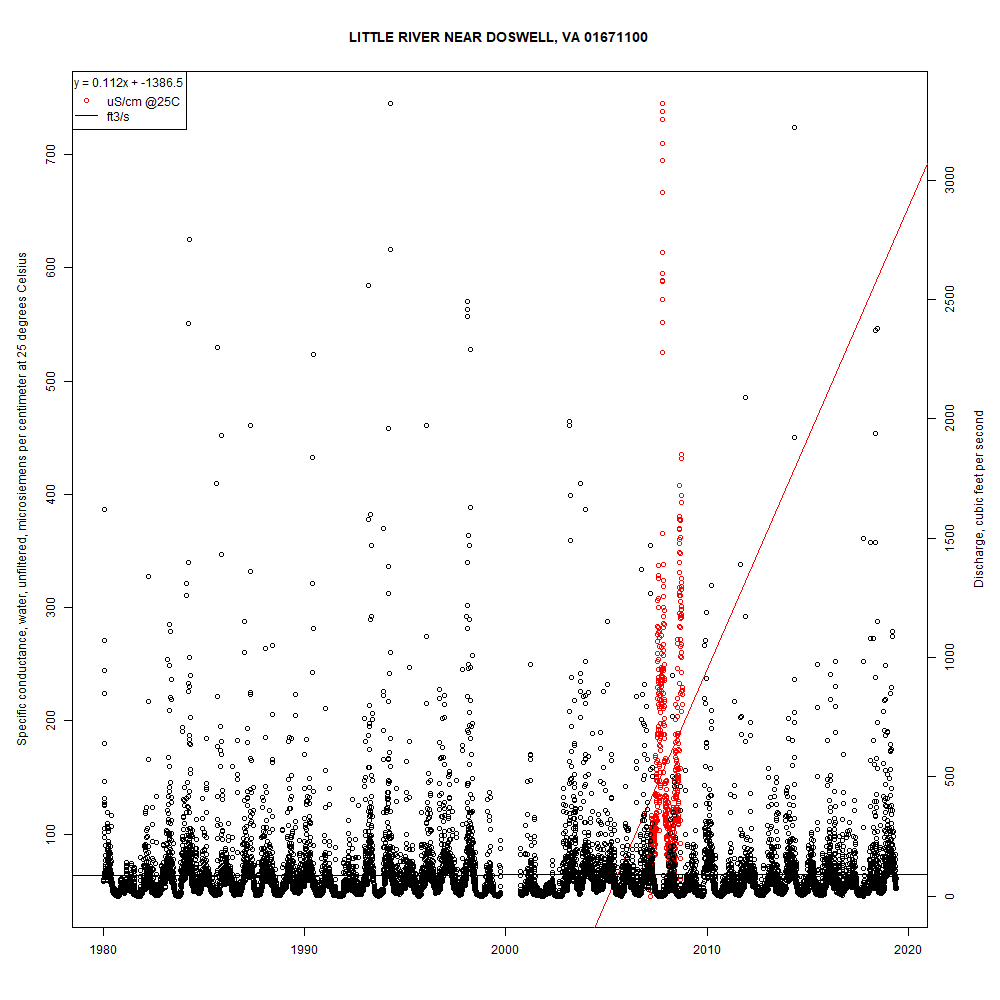 LITTLE RIVER NEAR DOSWELL, VA 01671100
y = 0.112x + -1386.5
uS/cm @25C
ft3/s
Specific conductance, water, unfiltered, microsiemens per centimeter at 25 degrees Celsius
700
600
500
400
300
200
100
3000
2500
2000
1500
1000
500
0
Discharge, cubic feet per second
1980 1990 2000 2010 2020